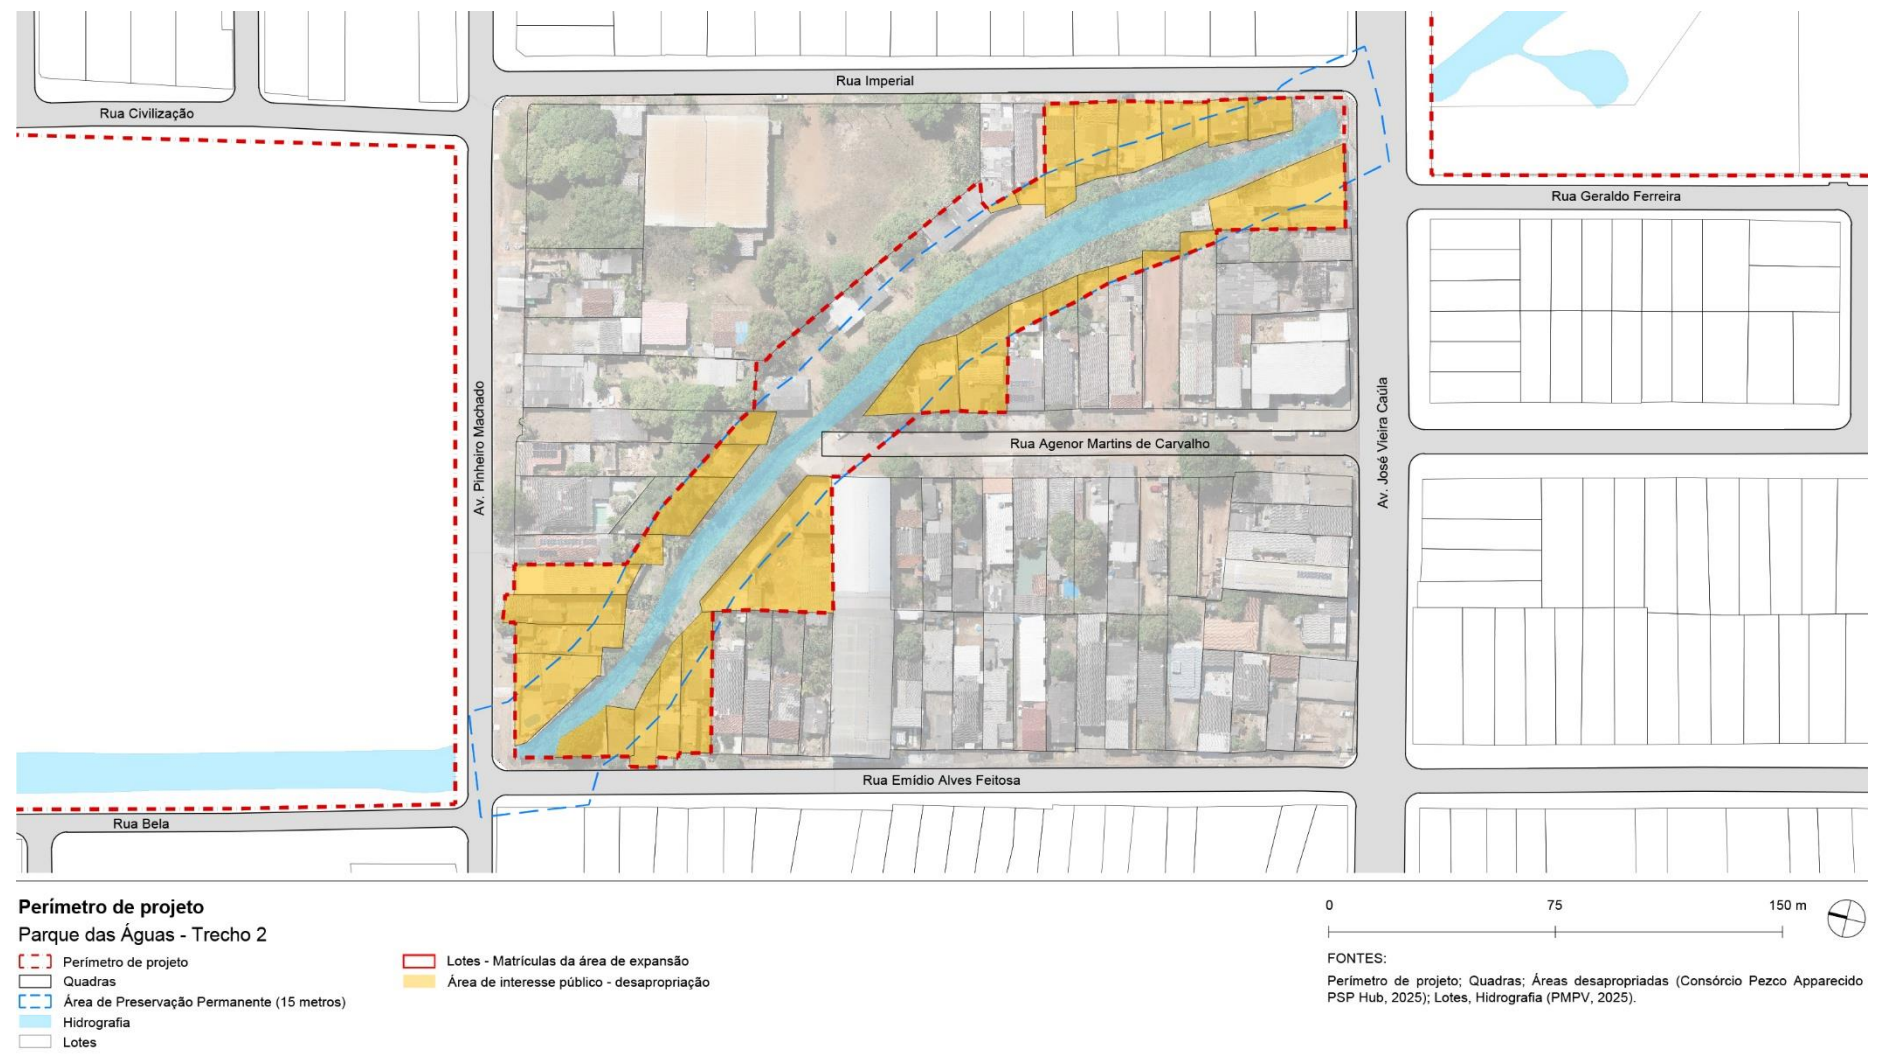 Rua Imperial
Rua Civilização
Rua Geraldo Ferreira
Av. Pinheiro Machado
Av. José Vieira Caúla
Rua Agenor Martins de Carvalho
Rua Emídio Alves Feitosa
Rua Bela
Perímetro de projeto
Parque das Águas - Trecho 2
Perímetro de projeto
Quadras
Área de Preservação Permanente (15 metros)
Hidrografia
Lotes
Lotes - Matrículas da área de expansão
Área de interesse público - desapropriação
0 75 150 m
FONTES:
Perímetro de projeto; Quadras; Áreas desapropriadas (Consórcio Pezco Apparecido
PSP Hub, 2025); Lotes, Hidrografia (PMPV, 2025).